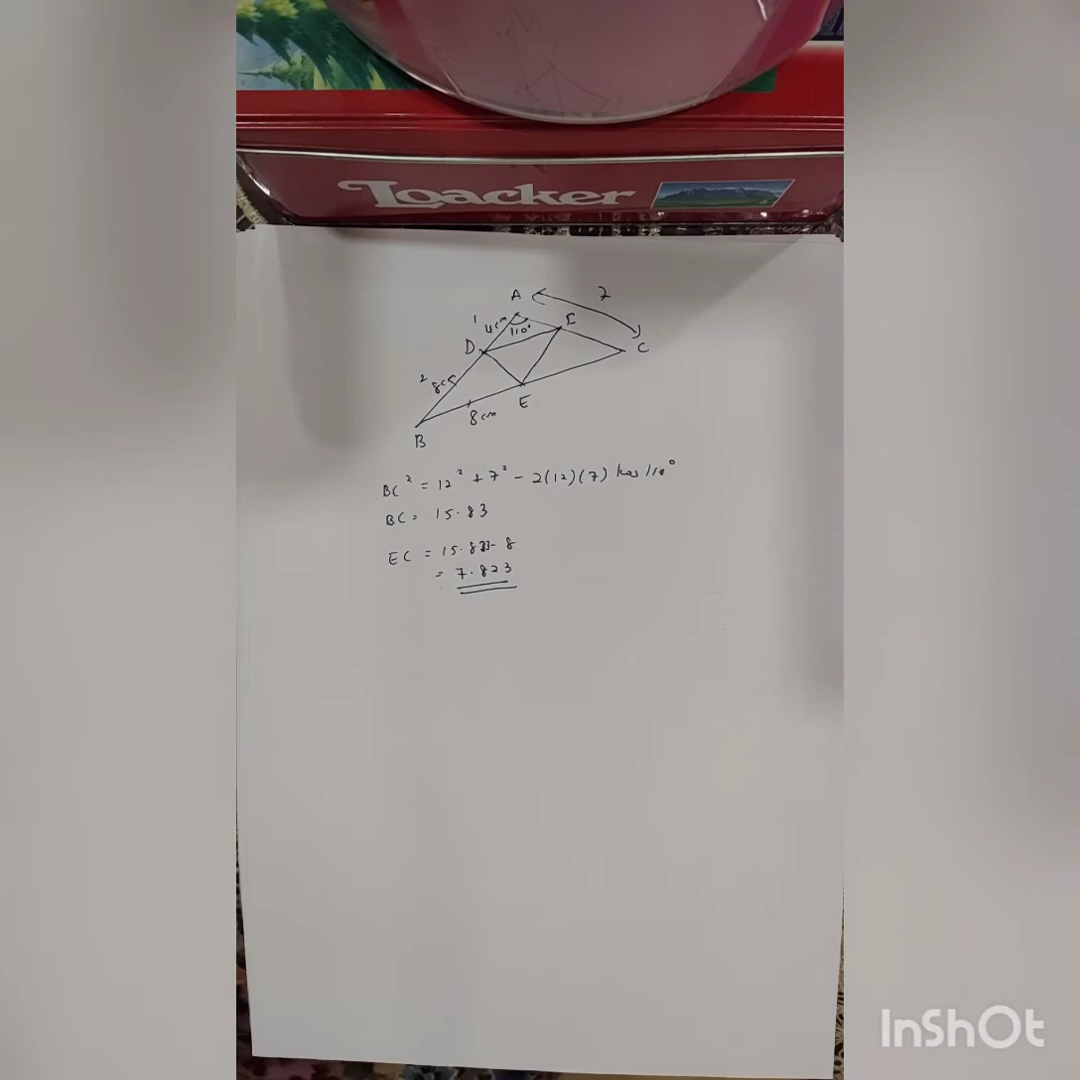 Loacker
A
7
1
4cm
110°
E
D
C
2
8cm
E
8cm
B
BC² = 12² + 7² - 2(12)(7) kos 110°
BC = 15.83
EC = 15.823 - 8
= 7.823
InShOt